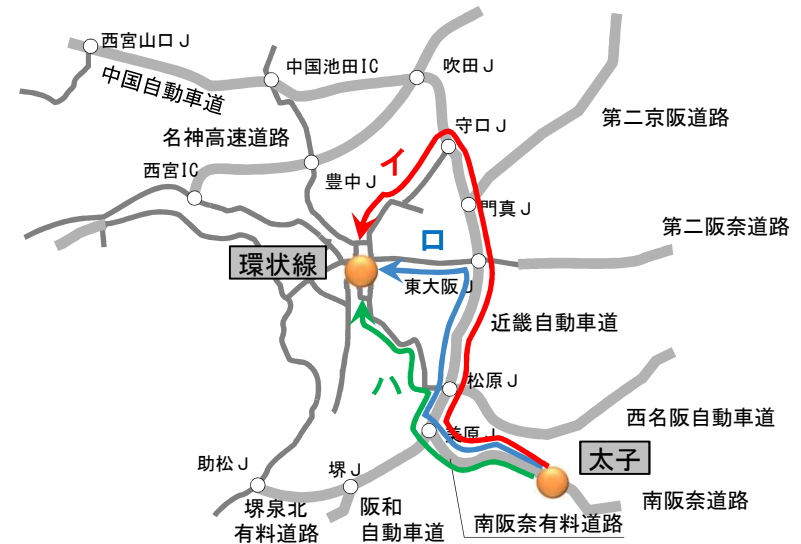 西宮山口J
中国自動車道
中国池田IC
吹田J
第二京阪道路
名神高速道路
守口J
イ
西宮IC
豊中J
門真J
第二阪奈道路
ロ
環状線
東大阪J
近畿自動車道
ハ
松原J
西名阪自動車道
美原J
太子
助松J
堺J
南阪奈道路
堺泉北
有料道路
阪和
自動車道
南阪奈有料道路